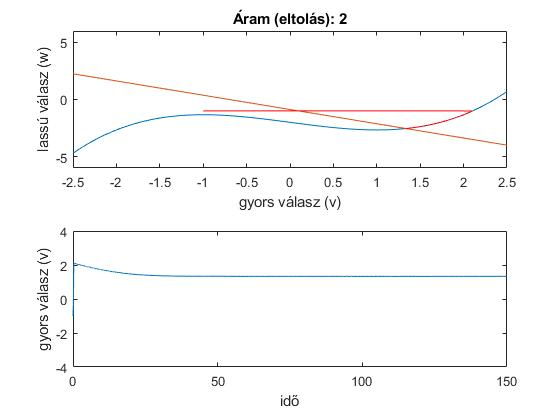 Áram (eltolás): 2
lassú válasz (w)
5
0
-5
-2.5 -2 -1.5 -1 -0.5 0 0.5 1 1.5 2 2.5
gyors válasz (v)
gyors válasz (v)
4
2
0
-2
-4
0 50 100 150
idő